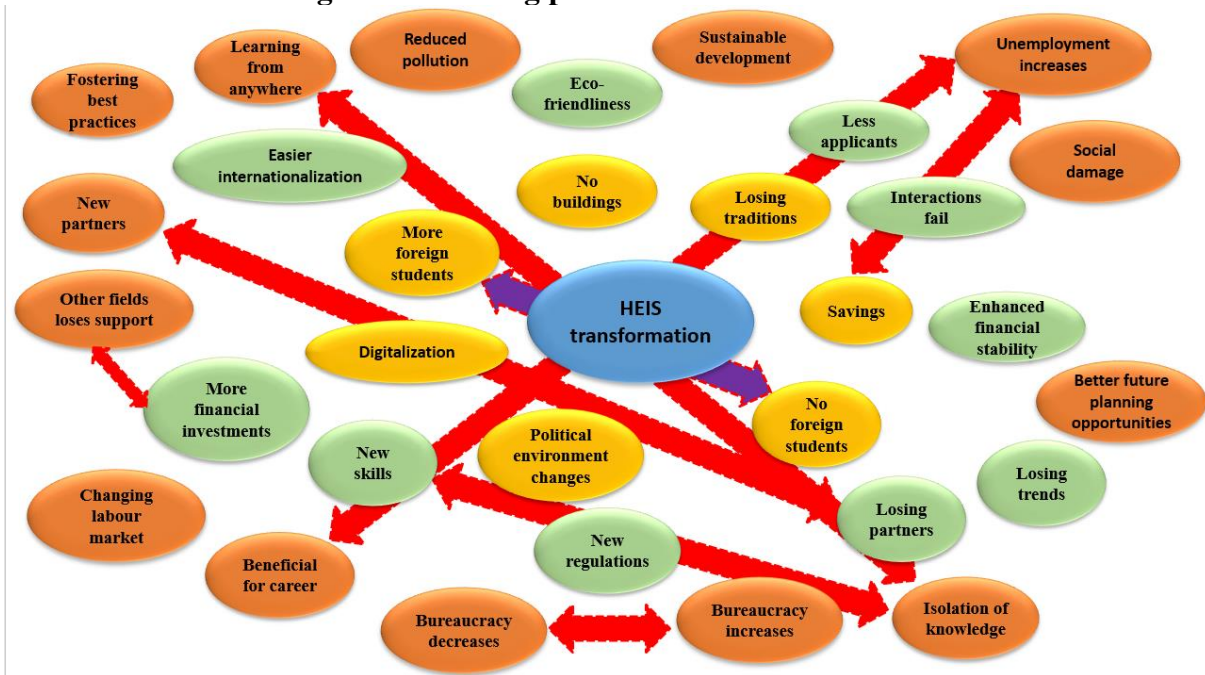 Learning
from
anywhere
Reduced
pollution
Sustainable
development
Unemployment
increases
Fostering
best
practices
Eco-
friendliness
Less
applicants
Easier
internationalization
Social
damage
New
partners
No
buildings
Losing
traditions
Interactions
fail
More
foreign
students
Other fields
loses support
HEIS
transformation
Savings
Enhanced
financial
stability
Digitalization
More
financial
investments
Better future
planning
opportunities
No
foreign
students
New
skills
Political
environment
changes
Losing
trends
Changing
labour
market
Losing
partners
Beneficial
for career
New
regulations
Bureaucracy
decreases
Bureaucracy
increases
Isolation of
knowledge